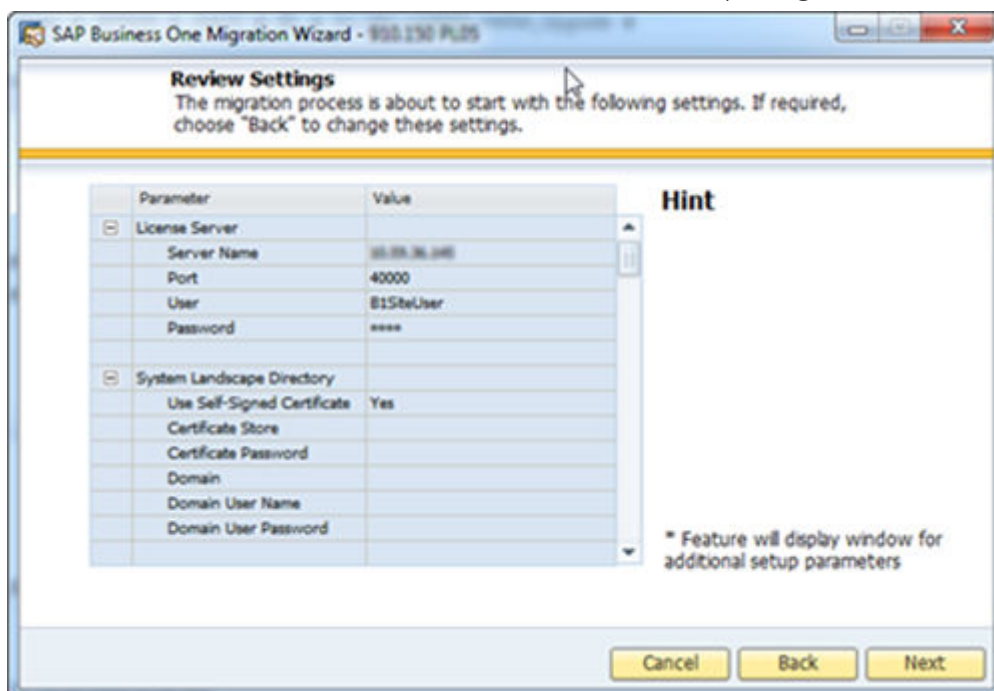 SAP Business One Migration Wizard -
Review Settings
The migration process is about to start with the following settings. If required,
choose "Back" to change these settings.
Parameter Value
Hint
License Server
Server Name
Port 40000
User B1SiteUser
Password ****
System Landscape Directory
Use Self-Signed Certificate Yes
Certificate Store
Certificate Password
Domain
Domain User Name
Domain User Password
* Feature will display window for
additional setup parameters
Cancel Back Next